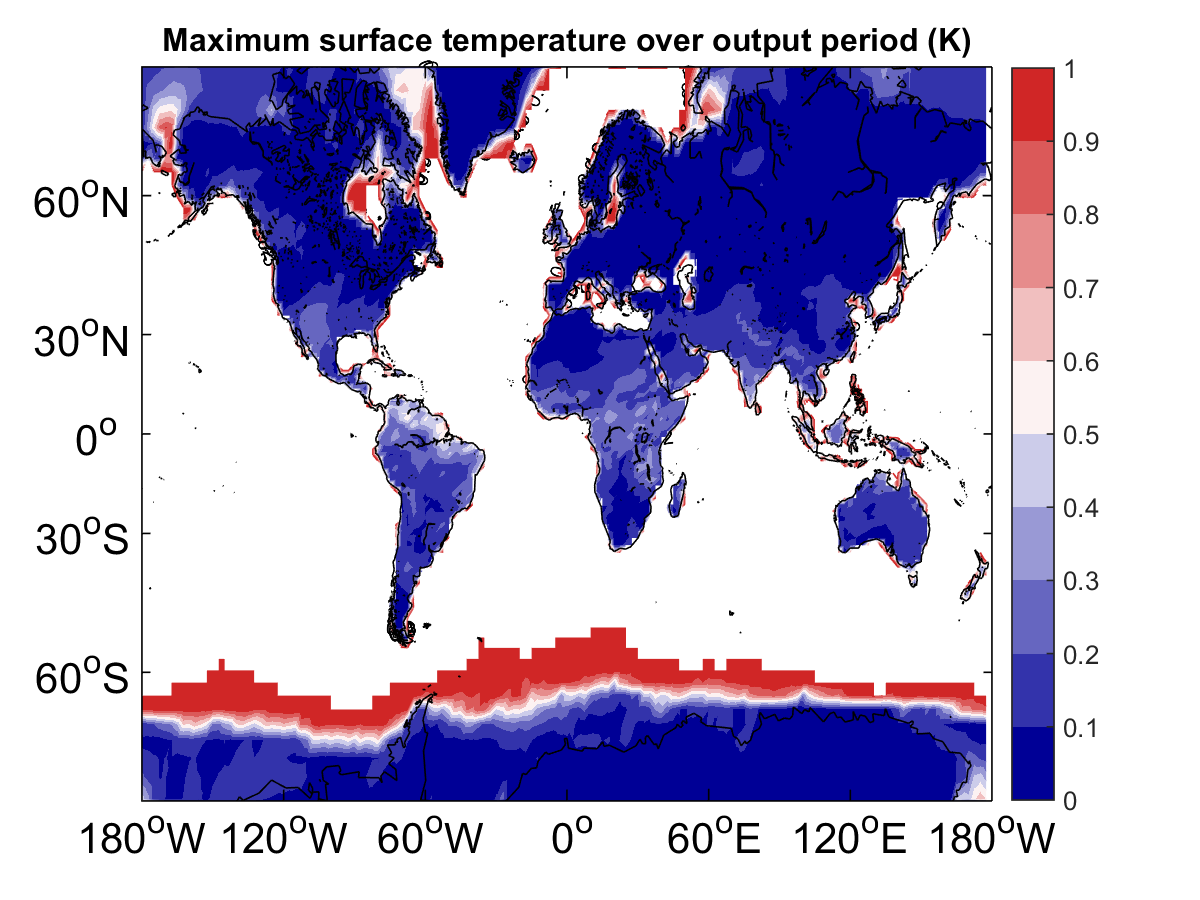 Maximum surface temperature over output period (K)
1
0.9
0.8
0.7
0.6
0.5
0.4
0.3
0.2
0.1
0
60°N
30°N
0°
30°S
60°S
180°W 120°W 60°W 0° 60°E 120°E 180°W